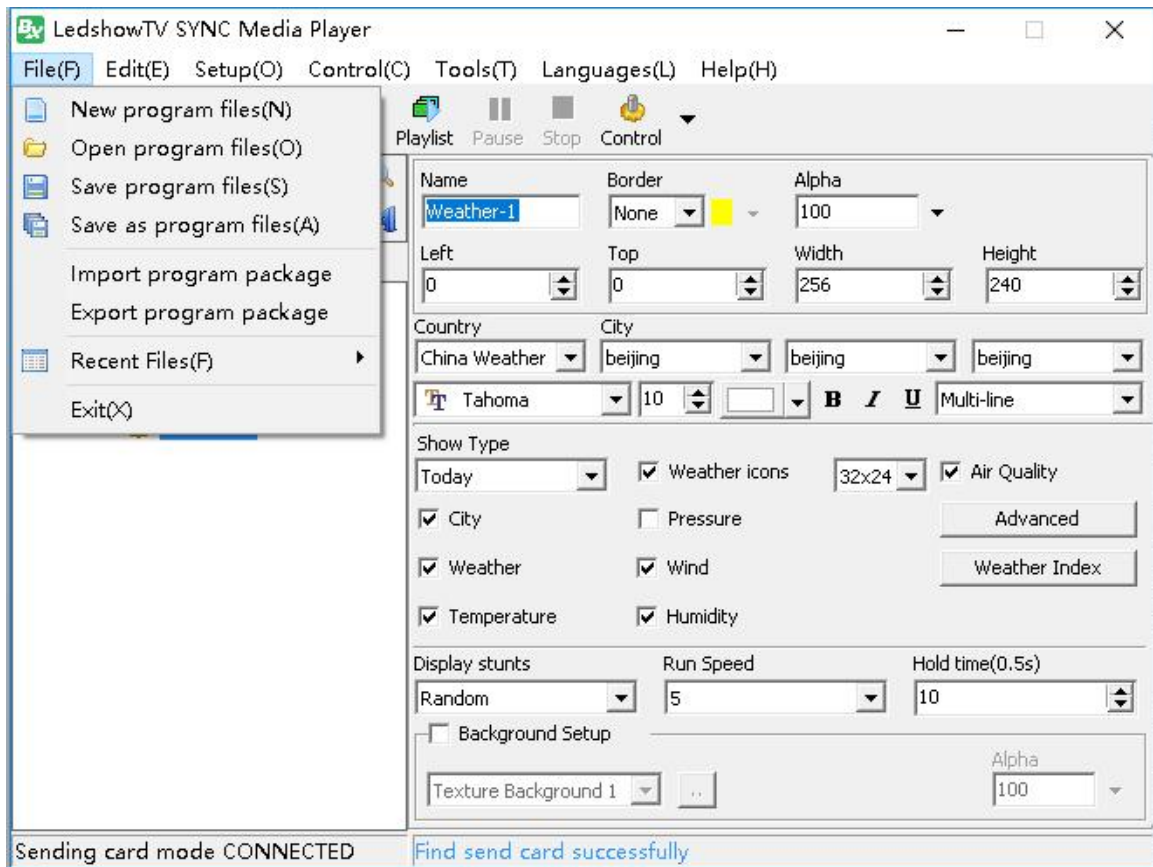 BX LedshowTV SYNC Media Player
File(F) Edit(E) Setup(O) Control(C) Tools(T) Languages(L) Help(H)
New program files(N)
Open program files(O)
Save program files(S)
Save as program files(A)
Import program package
Export program package
Recent Files(F)
Exit(X)
Playlist Pause Stop Control
Name Border Alpha
Weather-1 None 100
Left Top Width Height
0 0 256 240
Country City
China Weather beijing beijing beijing
Tahoma 10 B I U Multi-line
Show Type
Today Weather icons 32x24 Air Quality
City Pressure Advanced
Weather Wind Weather Index
Temperature Humidity
Display stunts Run Speed Hold time(0.5s)
Random 5 10
Background Setup
Alpha
Texture Background 1 .. 100
Sending card mode CONNECTED Find send card successfully